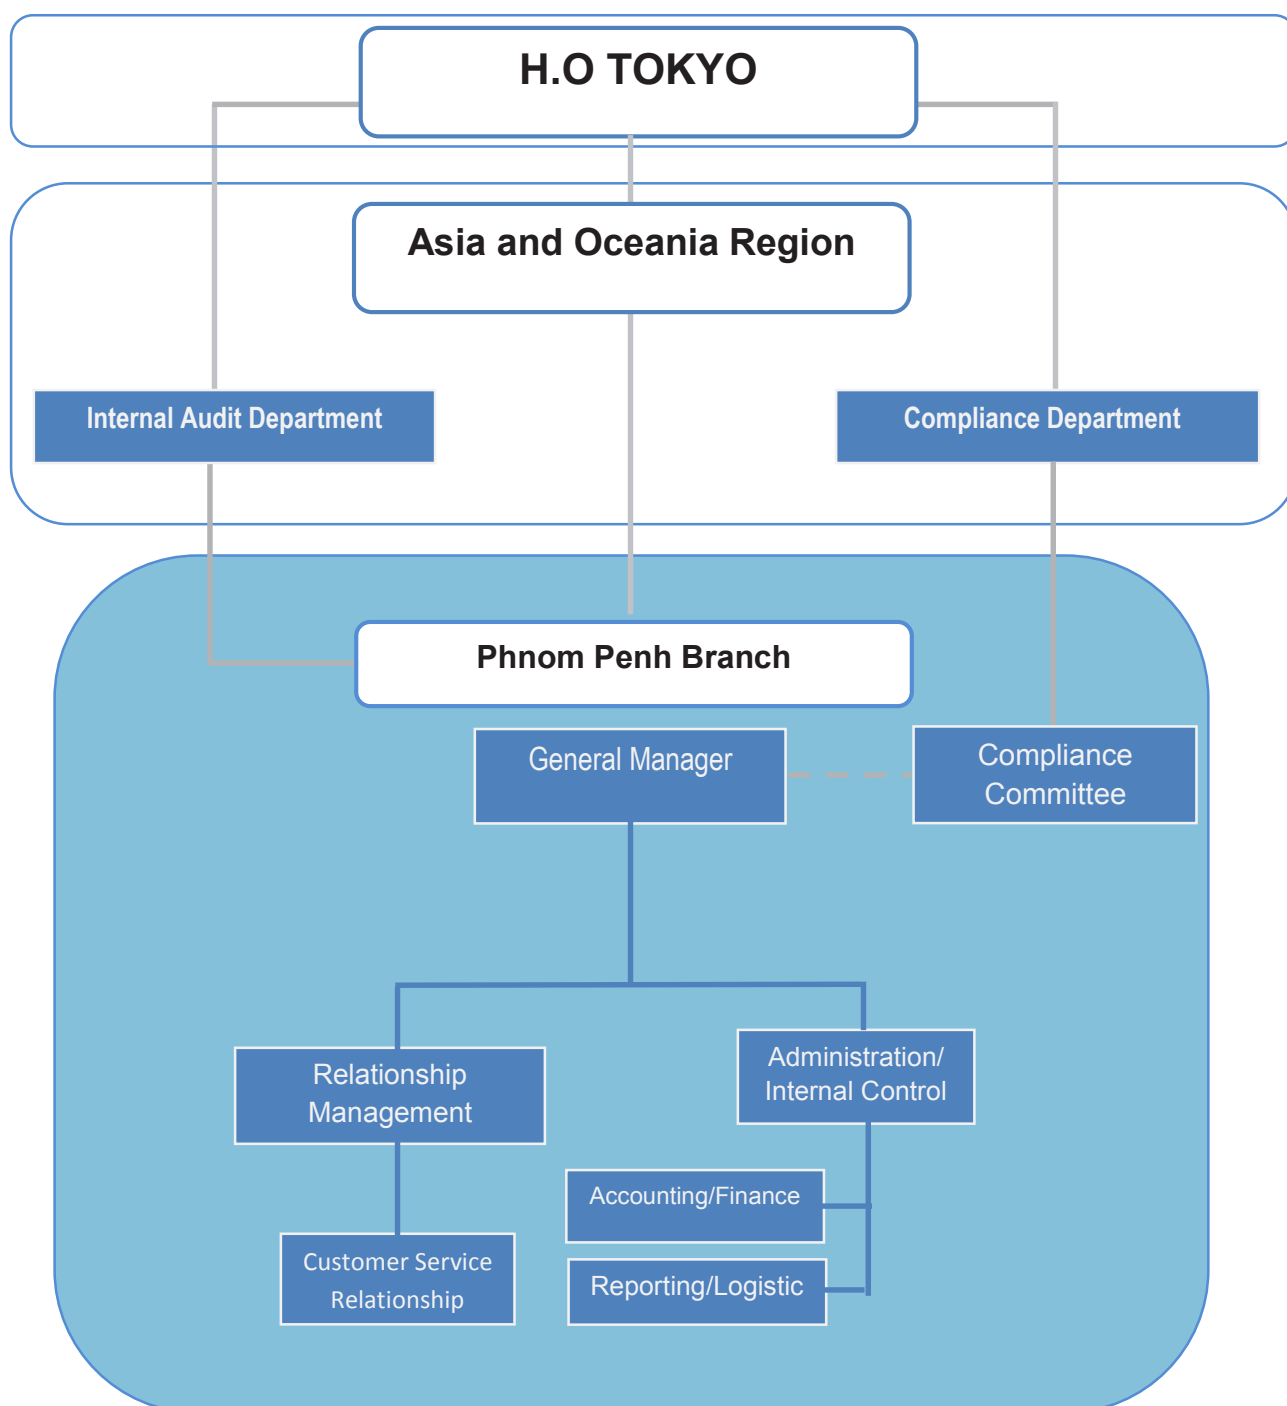 H.O TOKYO
Asia and Oceania Region
Internal Audit Department
Compliance Department
Phnom Penh Branch
General Manager
Compliance
Committee
Relationship
Management
Administration/
Internal Control
Accounting/Finance
Customer Service
Relationship
Reporting/Logistic